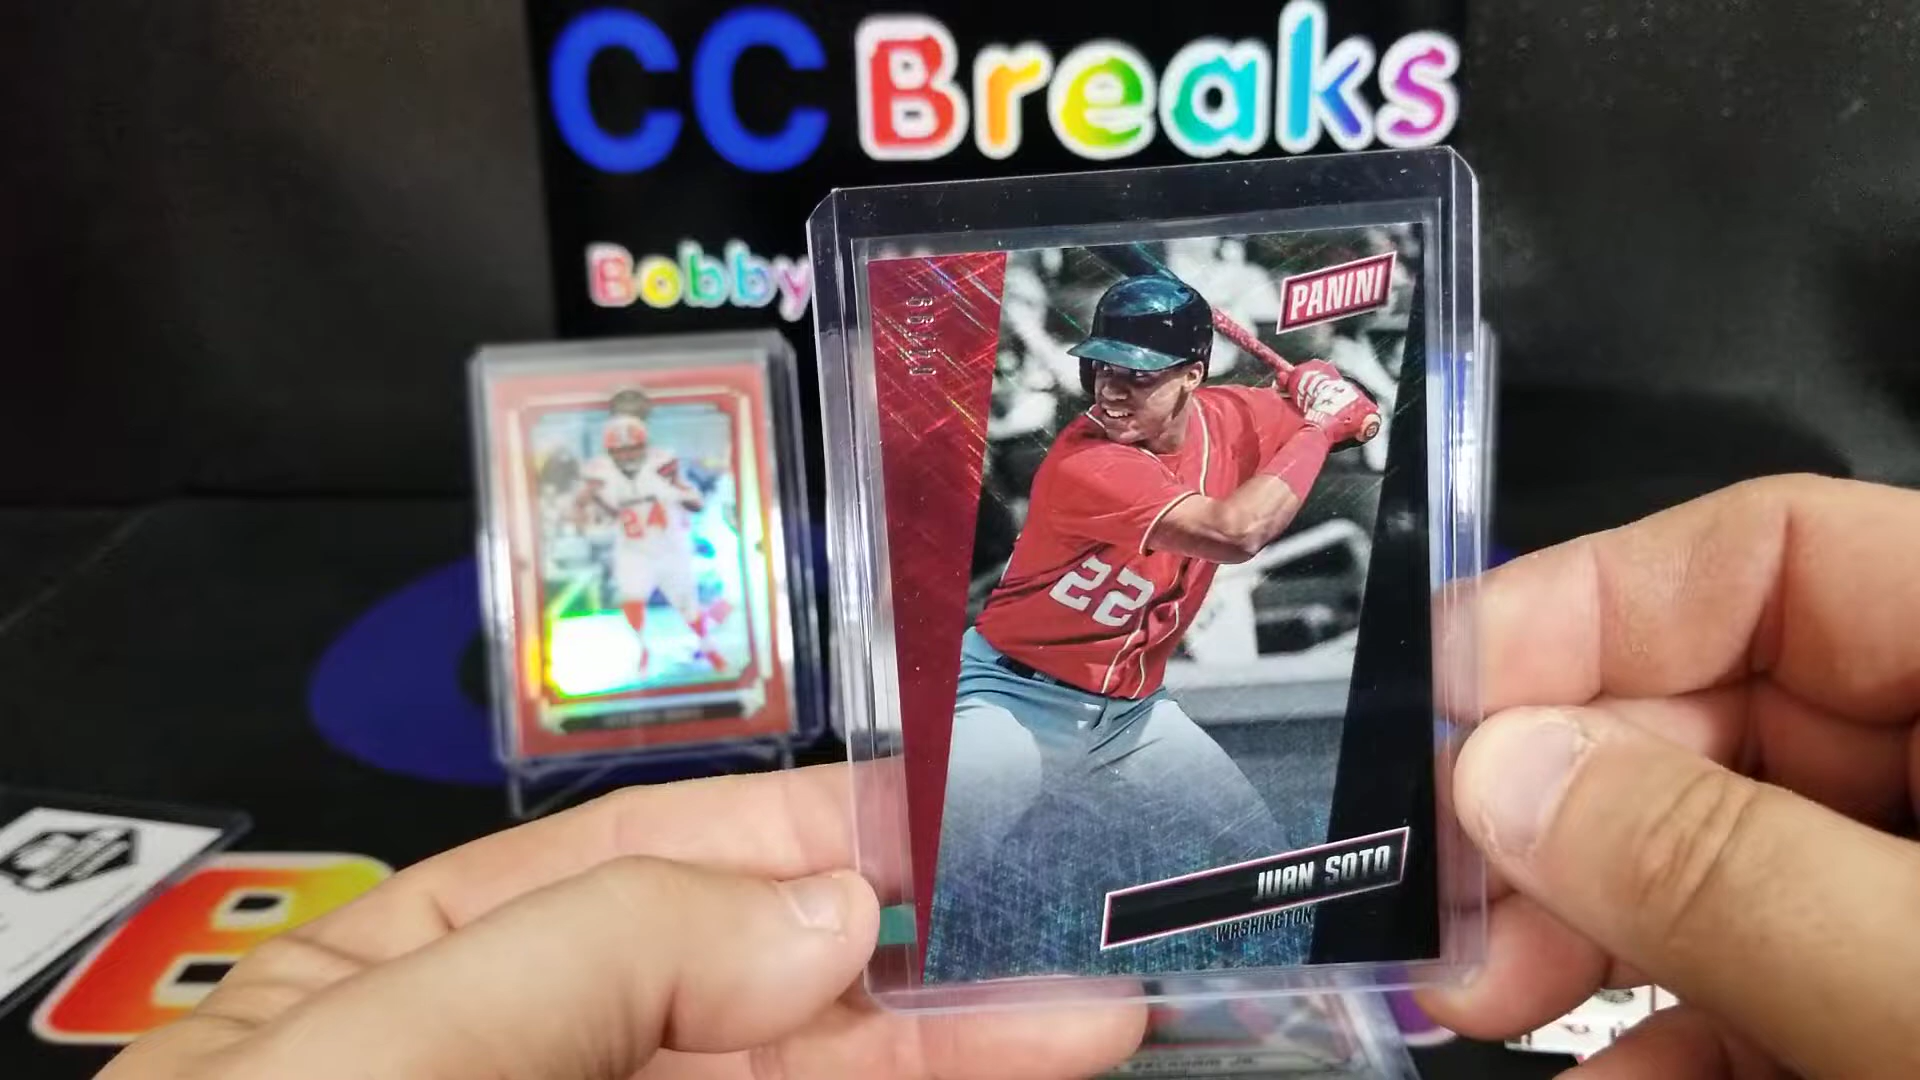 CC Breaks
Bobby
PANINI
22
24
JUAN SOTO
WASHINGTON